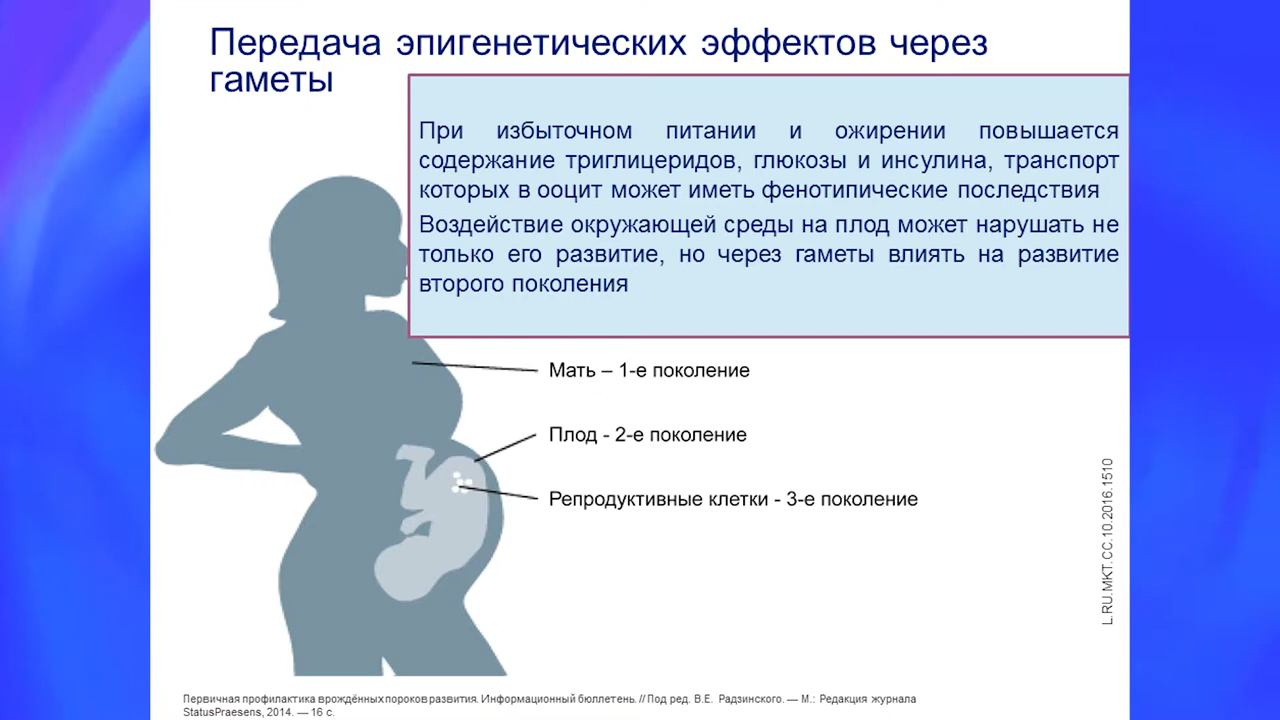 Передача эпигенетических эффектов через
гаметы
При избыточном питании и ожирении повышается
содержание триглицеридов, глюкозы и инсулина, транспорт
которых в ооцит может иметь фенотипические последствия
Воздействие окружающей среды на плод может нарушать не
только его развитие, но через гаметы влиять на развитие
второго поколения
Мать – 1-е поколение
Плод - 2-е поколение
Репродуктивные клетки - 3-е поколение
L.RU.MKT.CC.10.2016.1510
Первичная профилактика врождённых пороков развития. Информационный бюллетень. // Под ред. В.Е. Радзинского. — М.: Редакция журнала
StatusPraesens, 2014. — 16 с.